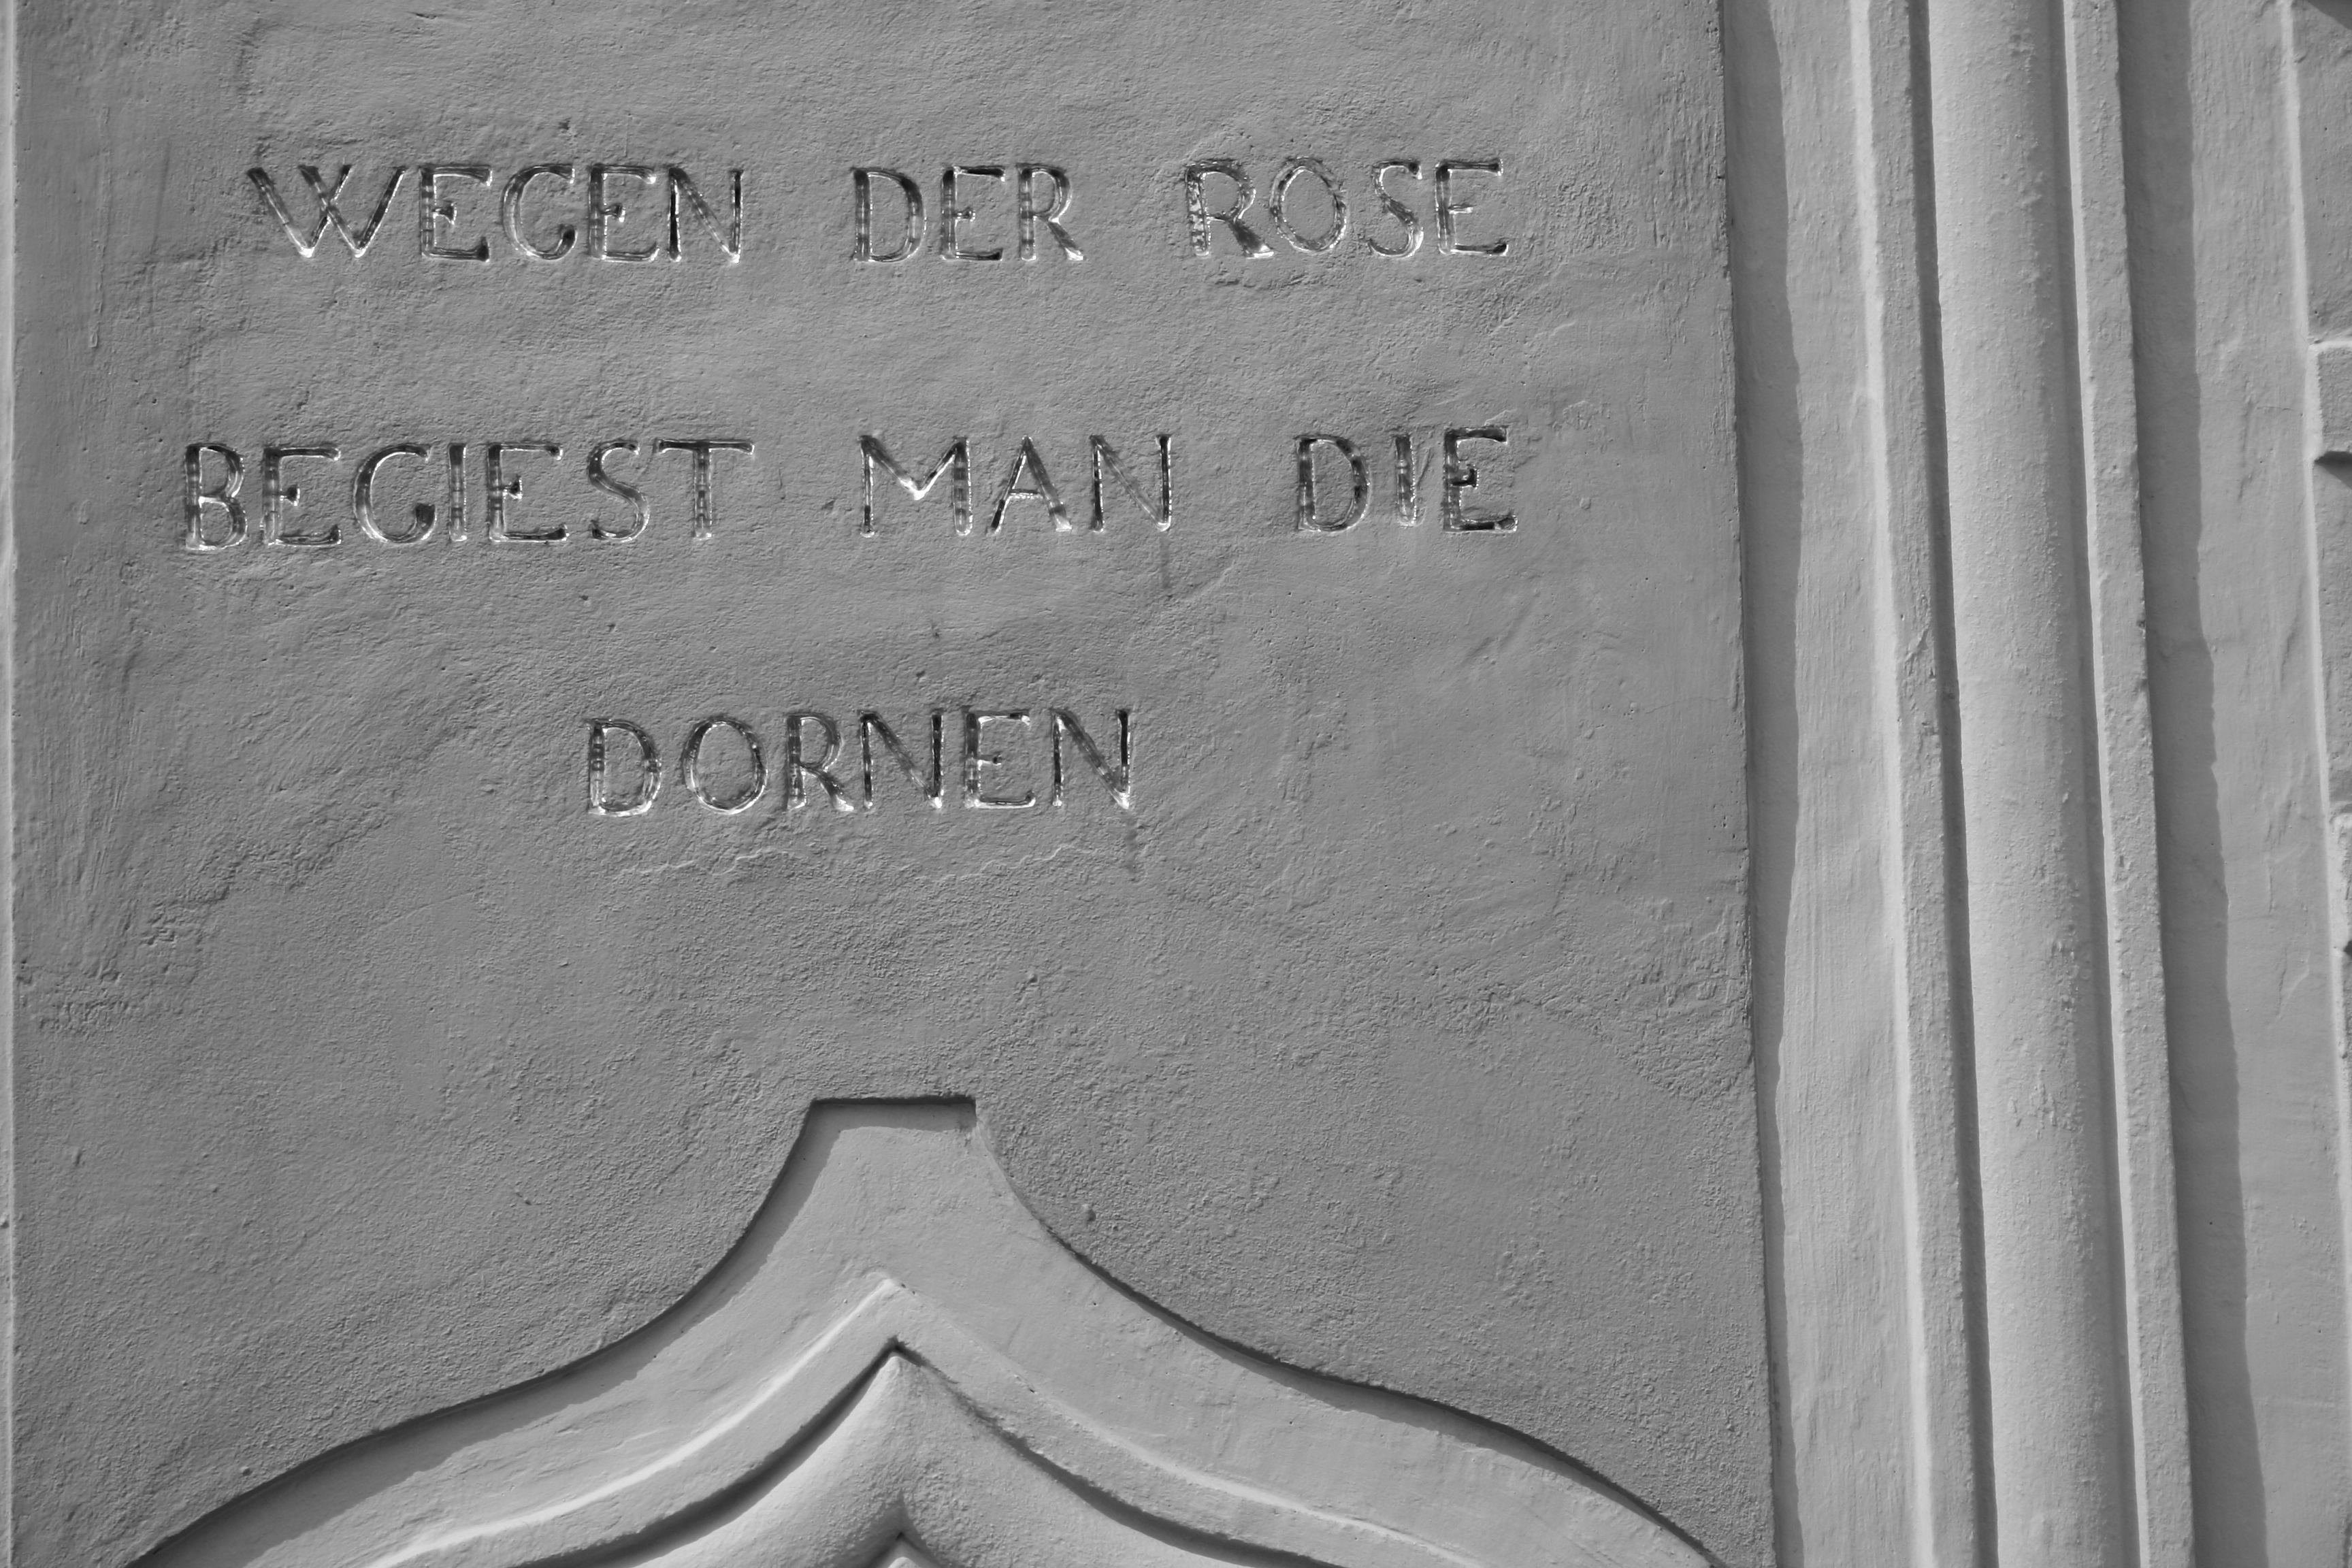 WEGEN DER ROSE
BEGIEST MAN DIE
DORNEN